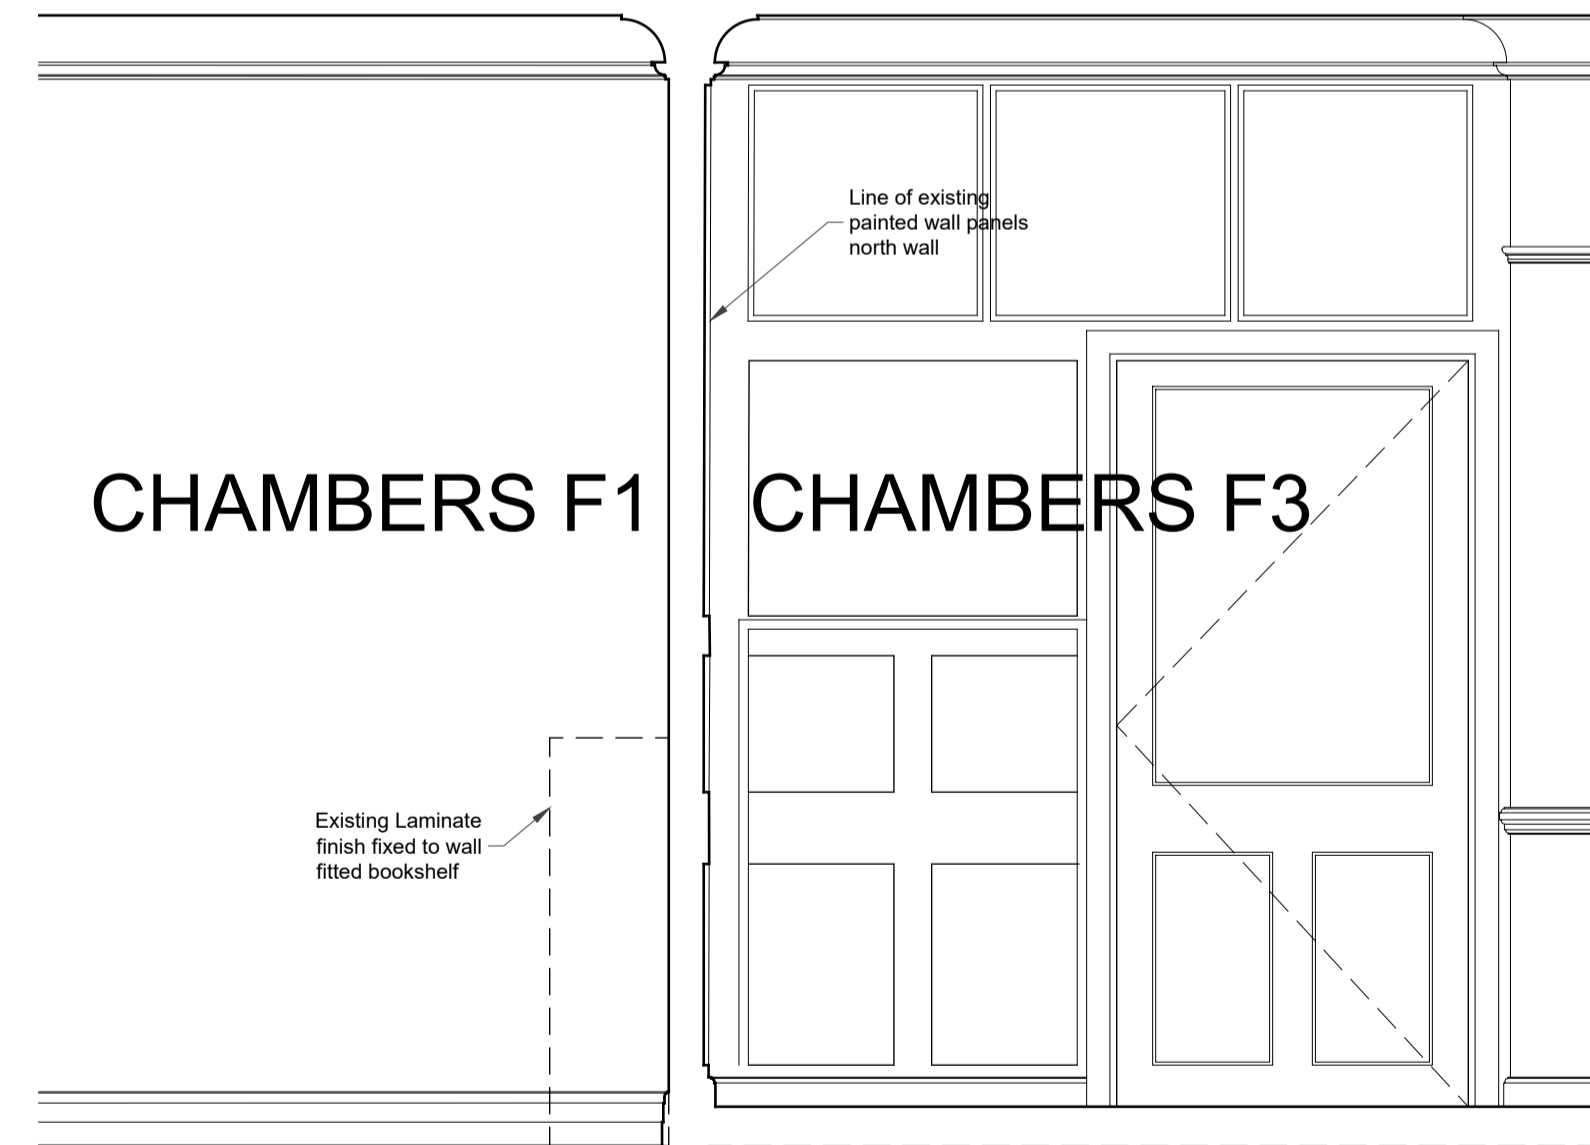 Line of existing
painted wall panels
north wall
CHAMBERS F1
CHAMBERS F3
Existing Laminate
finish fixed to wall
fitted bookshelf